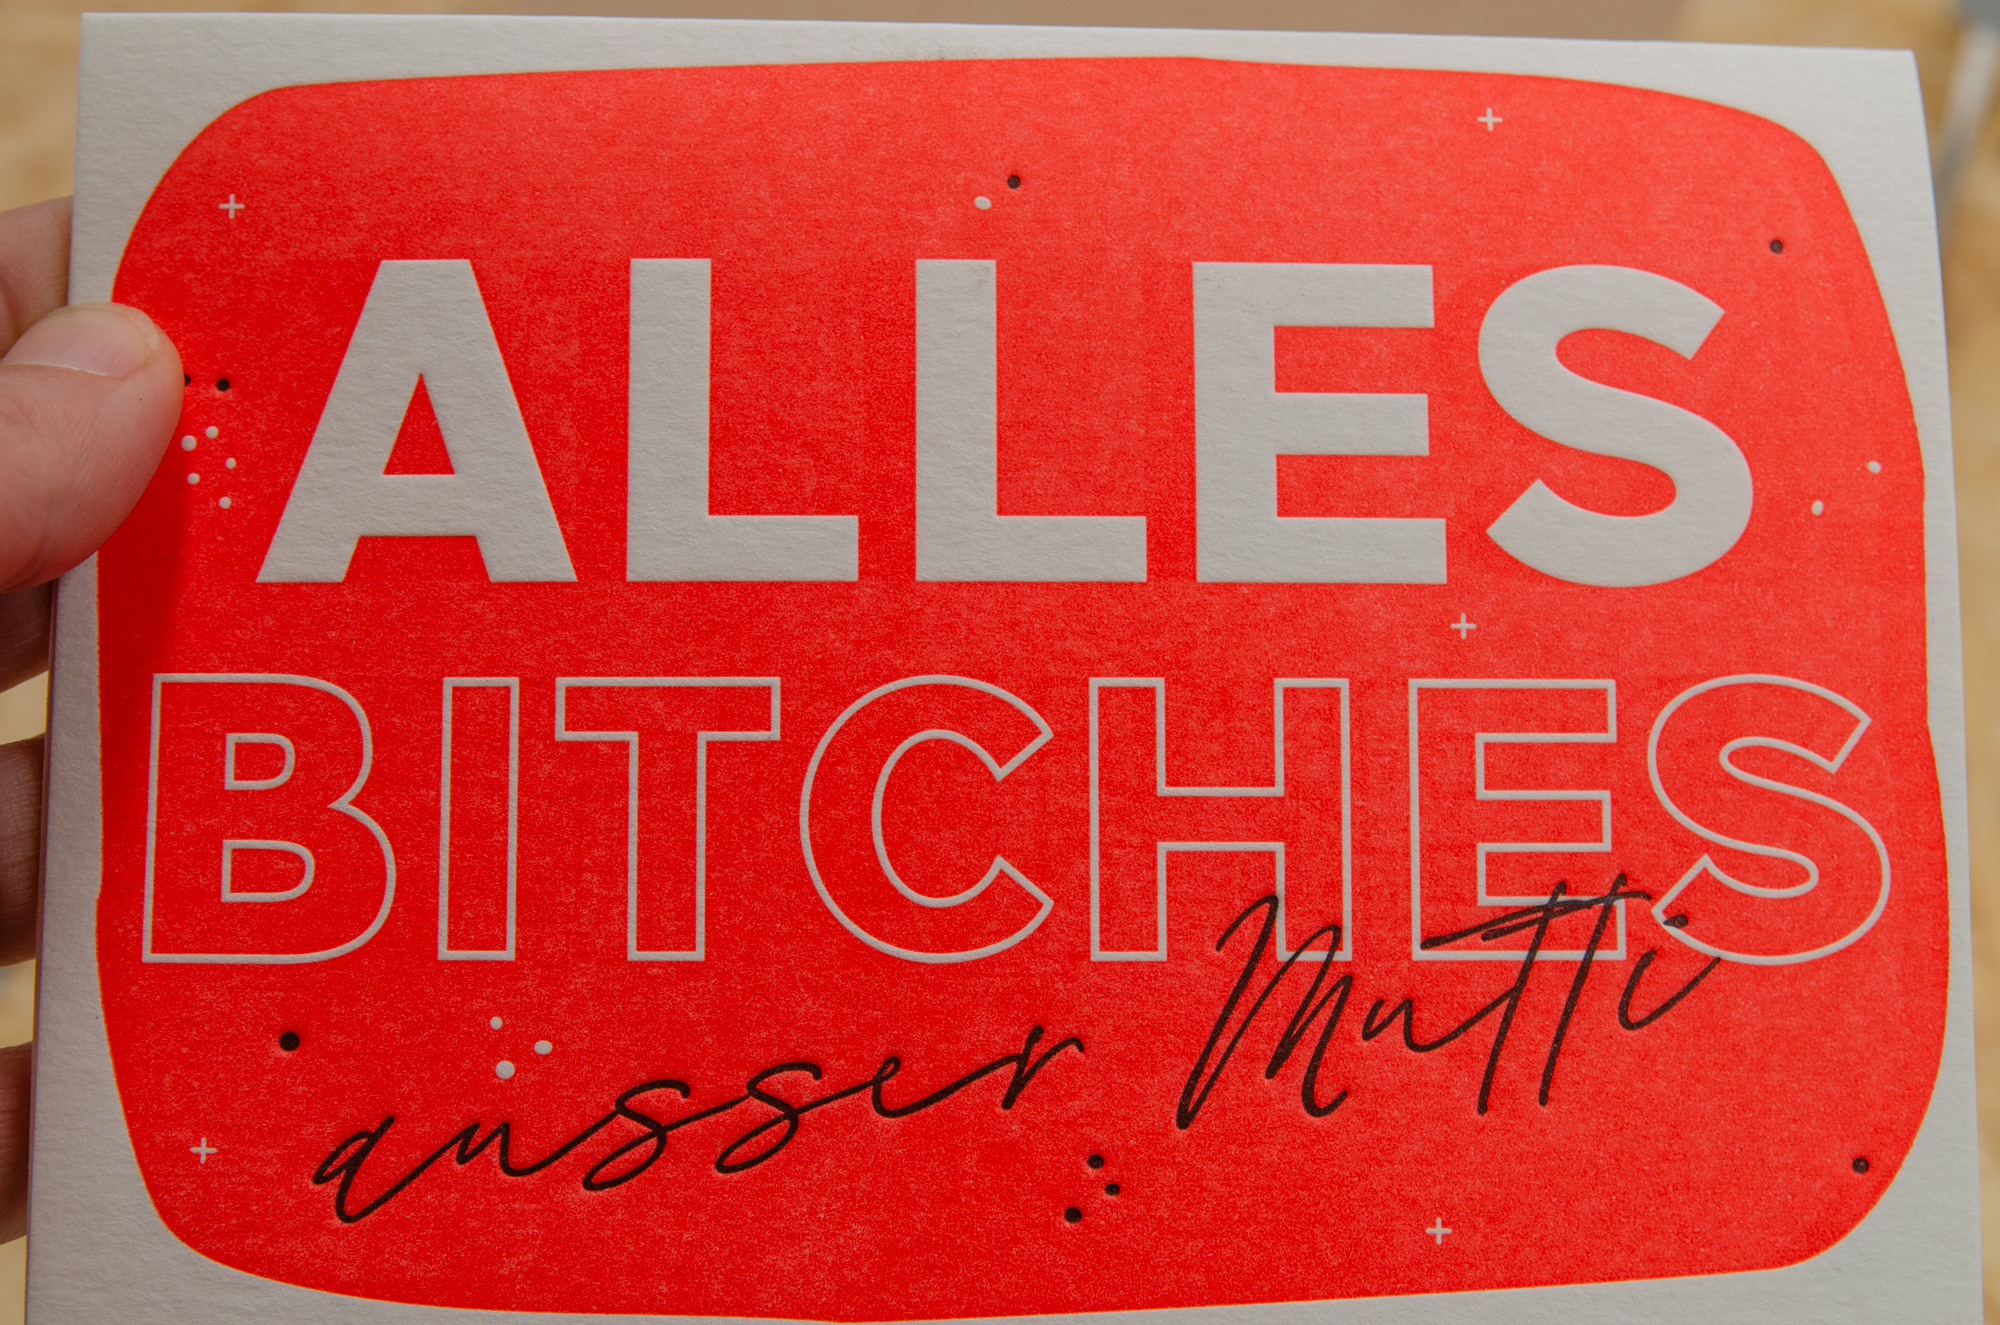 ALLES
BITCHES
ausser Mutti